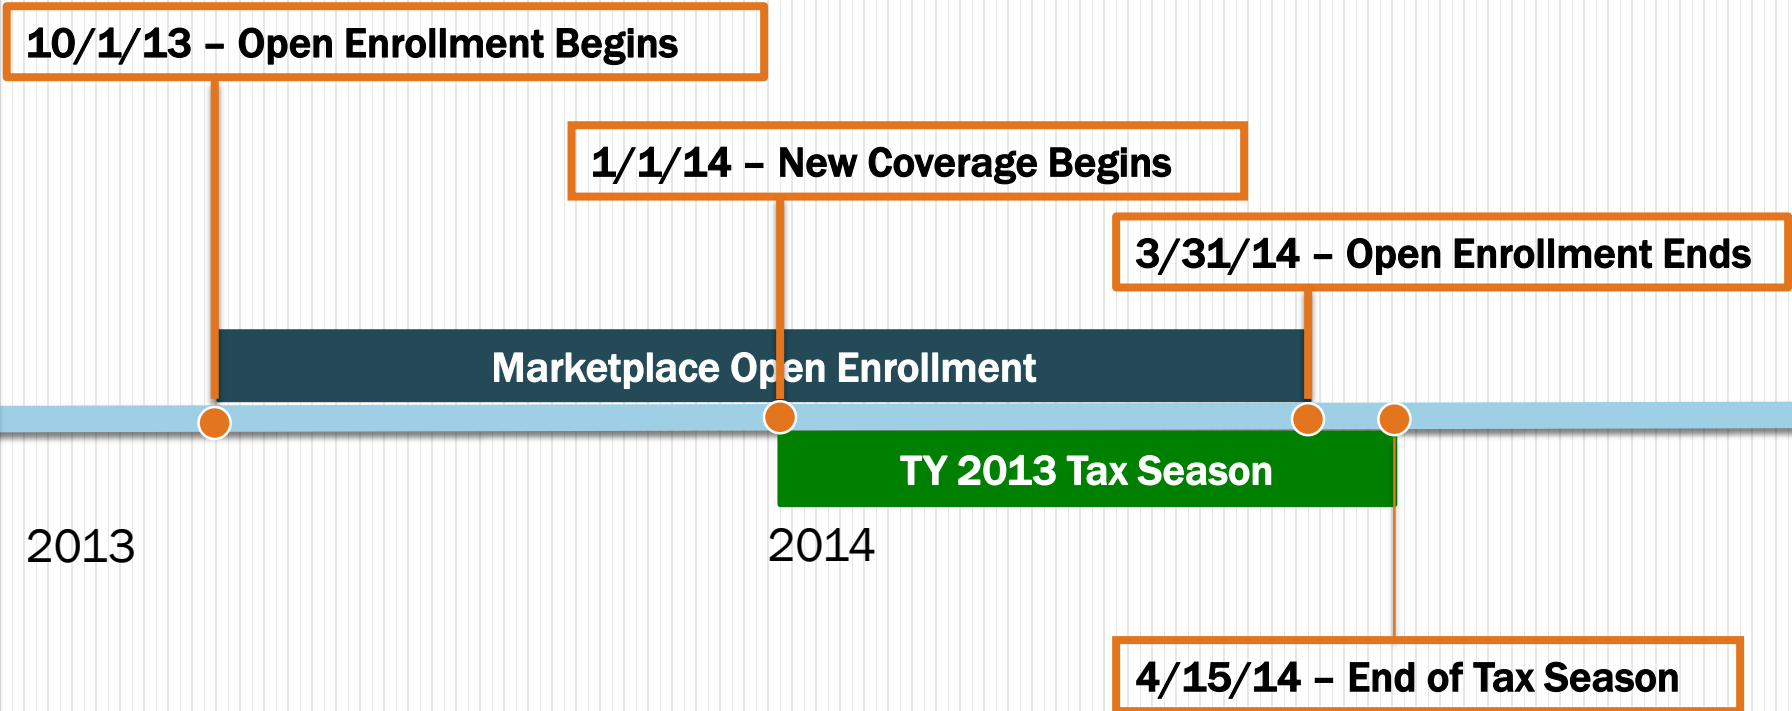 10/1/13 – Open Enrollment Begins
1/1/14 – New Coverage Begins
3/31/14 – Open Enrollment Ends
Marketplace Open Enrollment
TY 2013 Tax Season
2013
2014
4/15/14 – End of Tax Season